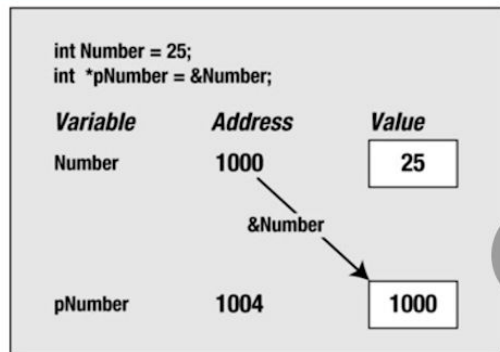 int Number = 25;
int *pNumber = &Number;
Variable Address Value
Number 1000 25
&Number
pNumber 1004 1000